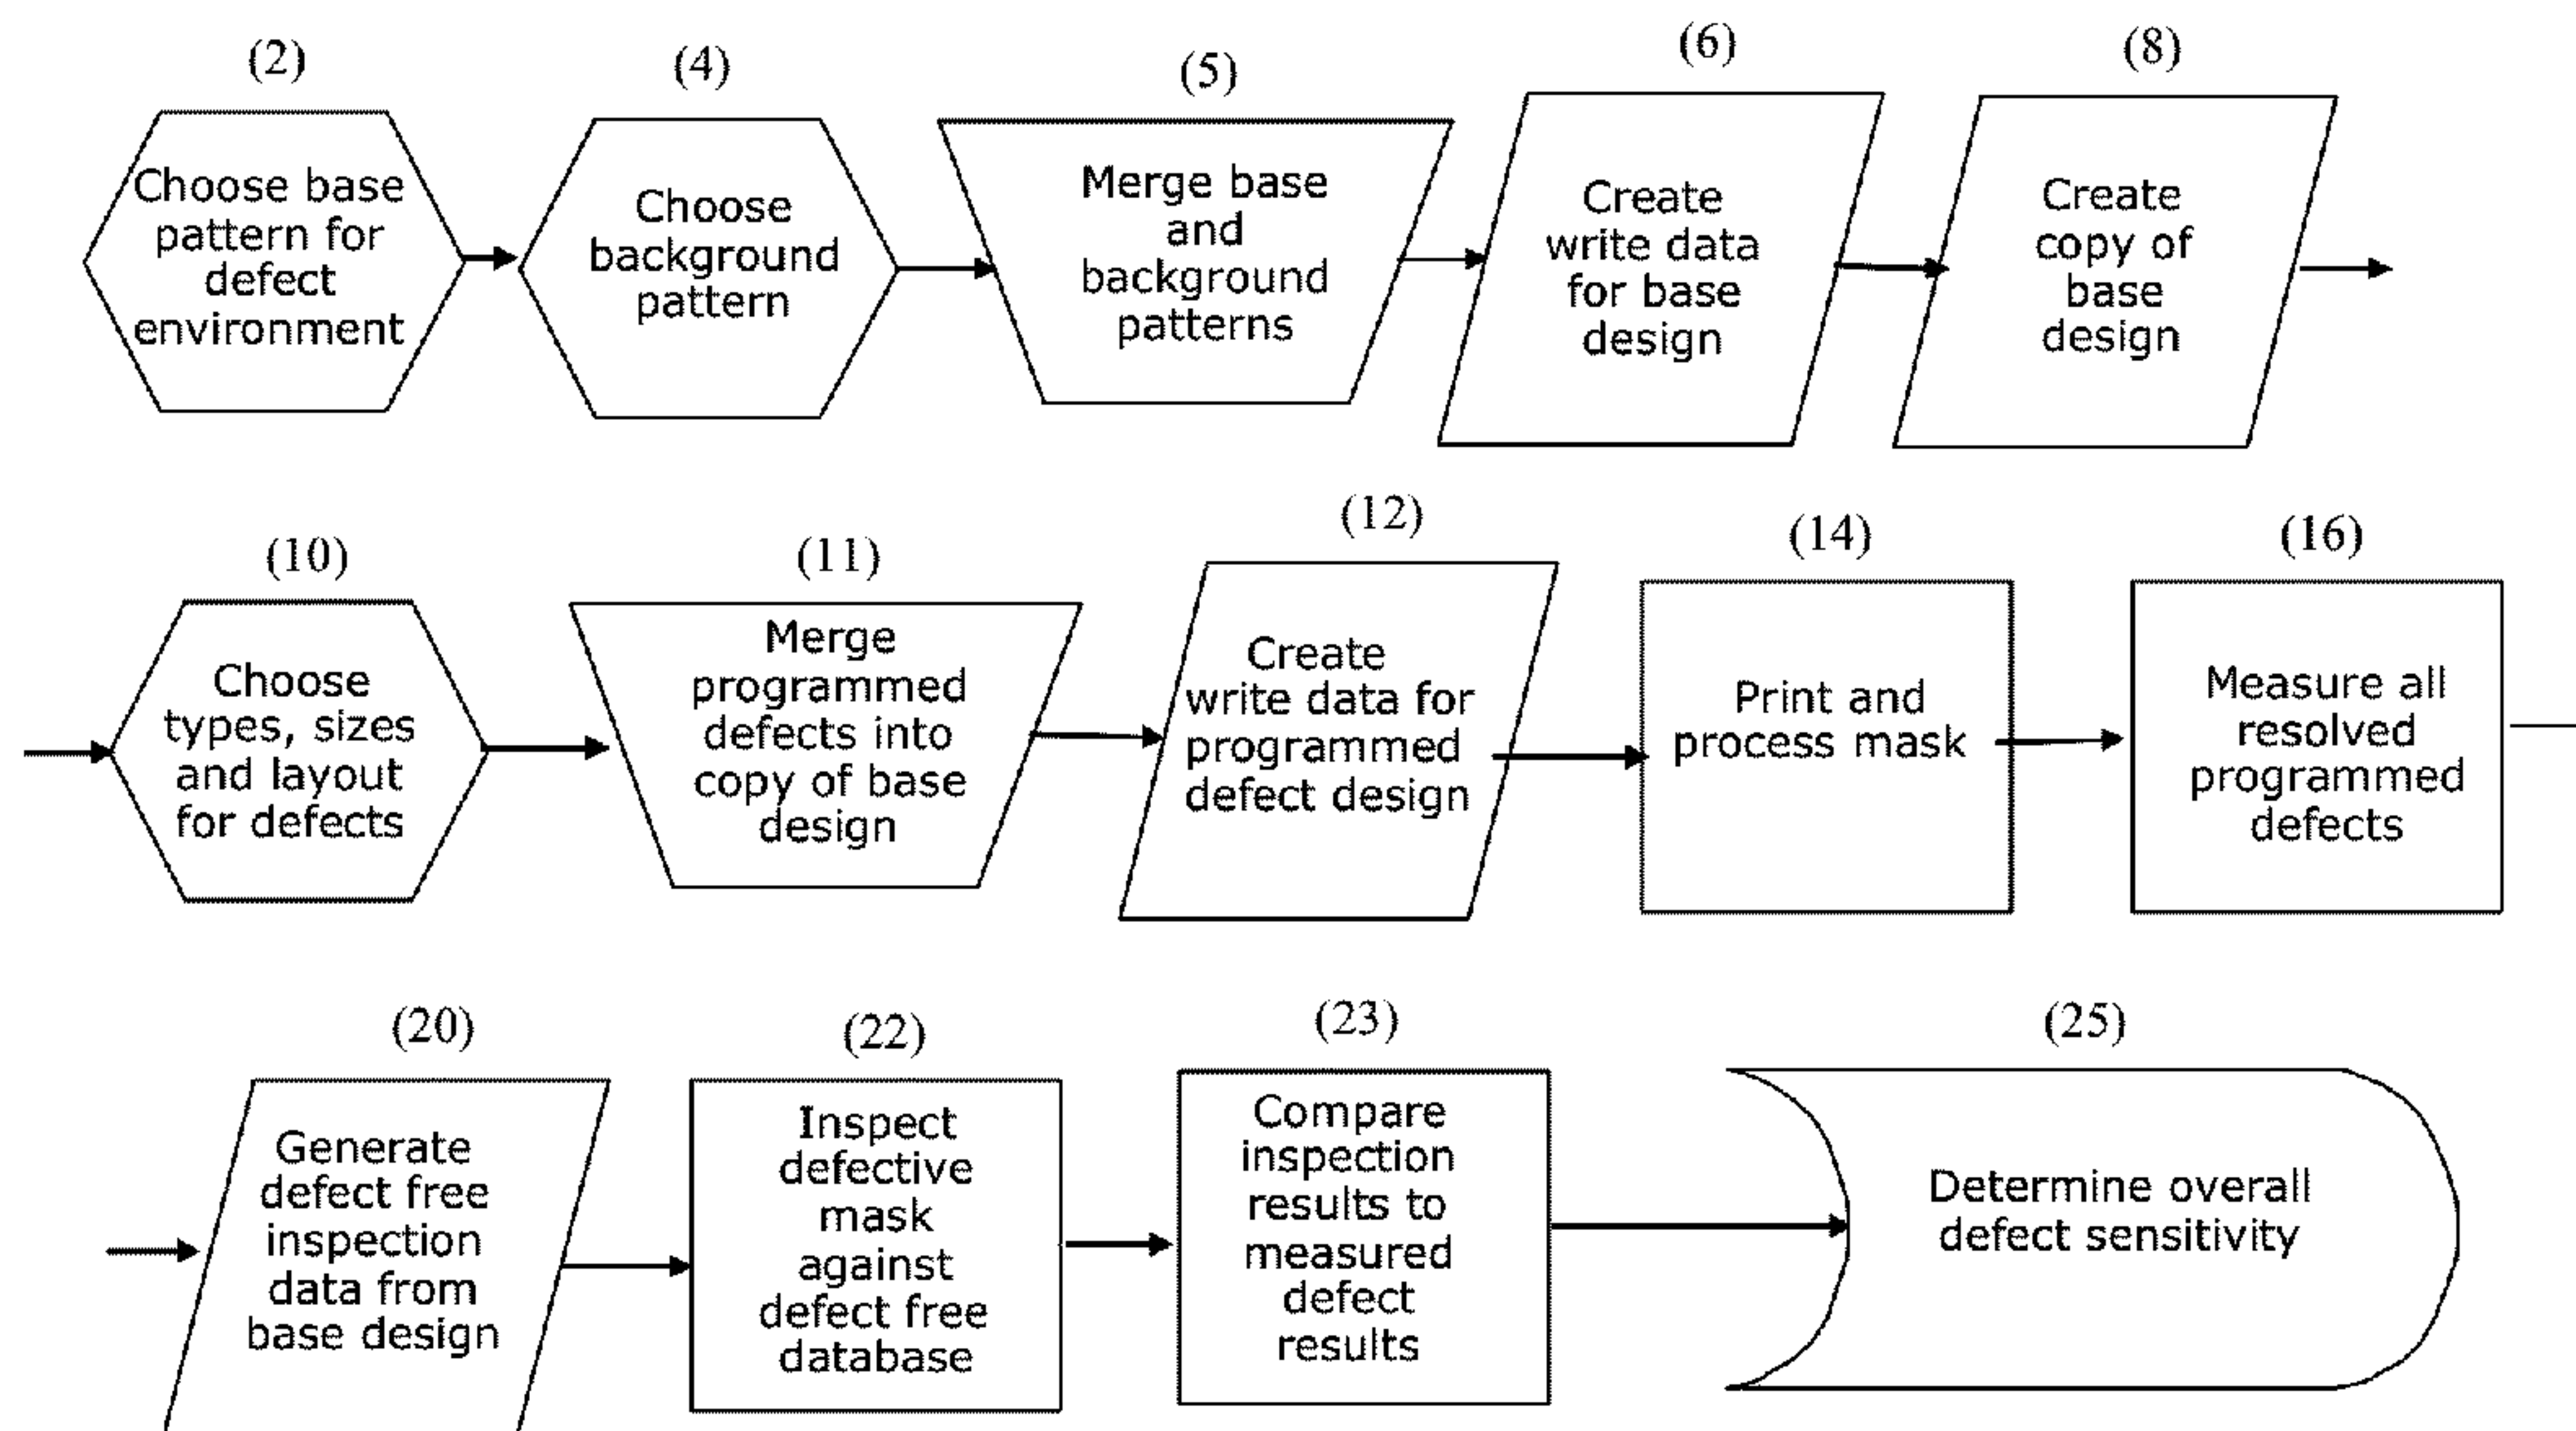 (2)
Choose base
pattern for
defect
environment
(4)
Choose
background
pattern
(5)
Merge base
and
background
patterns
(6)
Create
write data
for base
design
(8)
Create
copy of
base
design
(10)
Choose
types, sizes
and layout
for defects
(11)
Merge
programmed
defects into
copy of base
design
(12)
Create
write data for
programmed
defect design
(14)
Print and
process mask
(16)
Measure all
resolved
programmed
defects
(20)
Generate
defect free
inspection
data from
base design
(22)
Inspect
defective
mask
against
defect free
database
(23)
Compare
inspection
results to
measured
defect
results
(25)
Determine overall
defect sensitivity